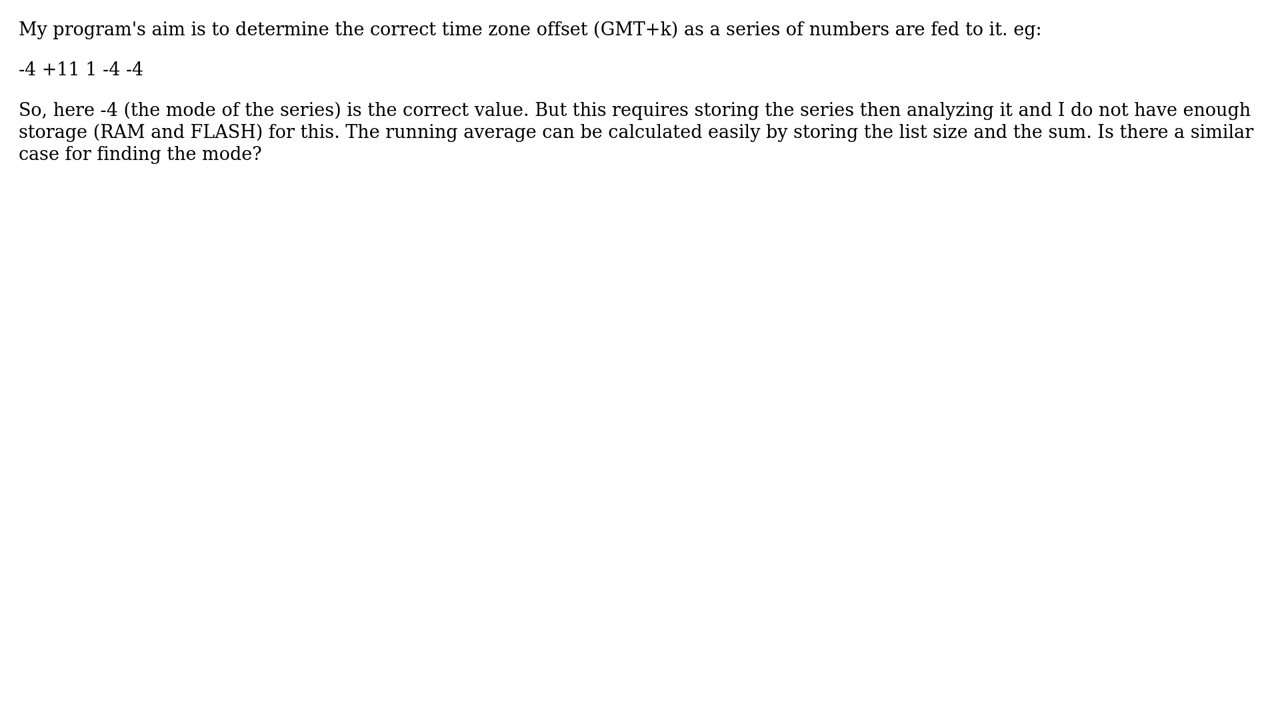 My program's aim is to determine the correct time zone offset (GMT+k) as a series of numbers are fed to it. eg:
-4 +11 1 -4 -4
So, here -4 (the mode of the series) is the correct value. But this requires storing the series then analyzing it and I do not have enough
storage (RAM and FLASH) for this. The running average can be calculated easily by storing the list size and the sum. Is there a similar
case for finding the mode?